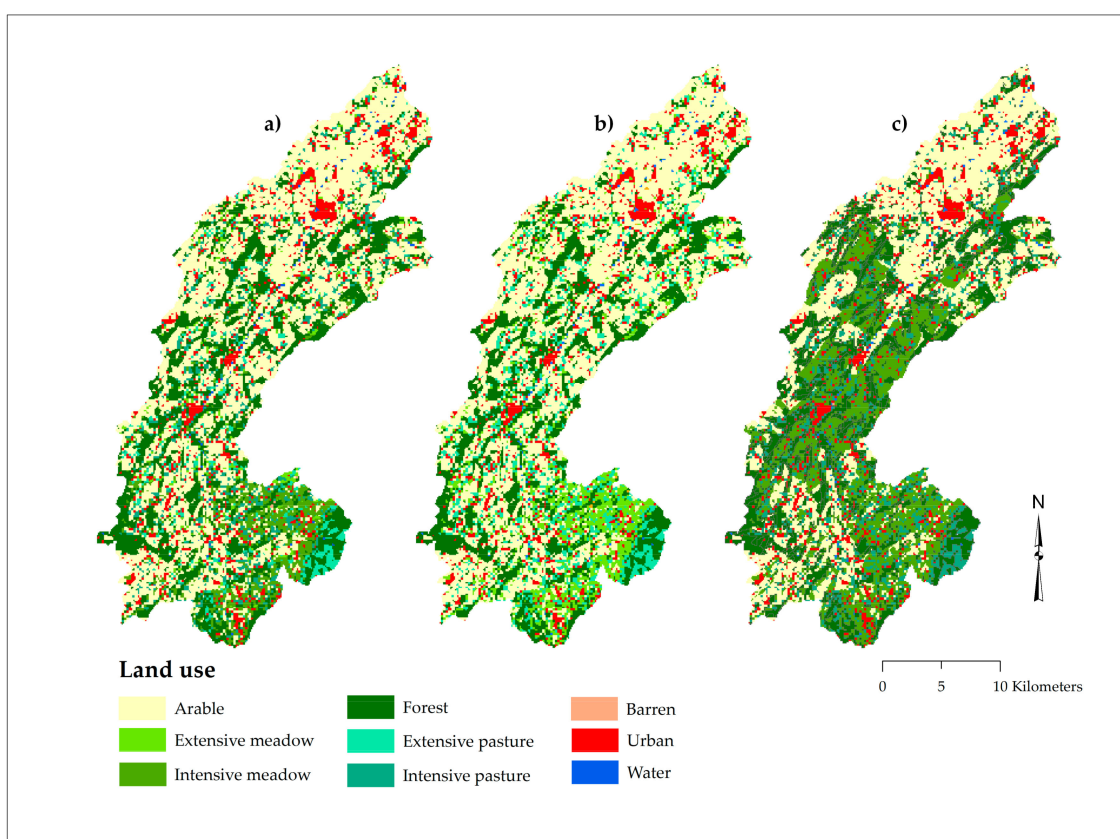 a)
b)
c)
N
Land use
Arable
Forest
Barren
Extensive meadow
Extensive pasture
Urban
Intensive meadow
Intensive pasture
Water
0 5 10 Kilometers